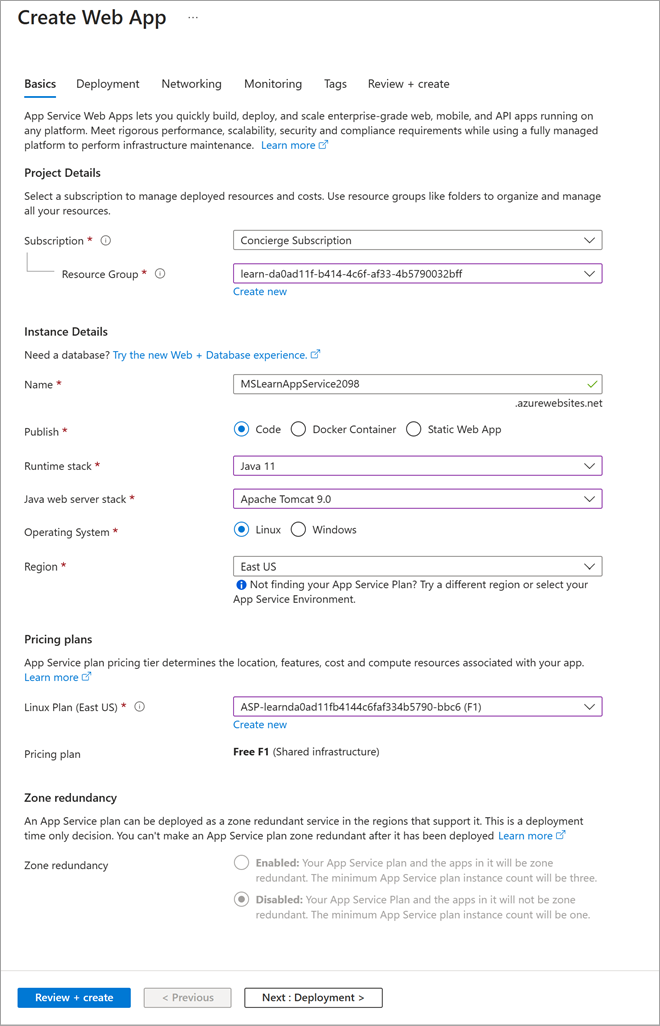 Create Web App ...
Basics Deployment Networking Monitoring Tags Review + create
App Service Web Apps lets you quickly build, deploy, and scale enterprise-grade web, mobile, and API apps running on
any platform. Meet rigorous performance, scalability, security and compliance requirements while using a fully managed
platform to perform infrastructure maintenance. Learn more
Project Details
Select a subscription to manage deployed resources and costs. Use resource groups like folders to organize and manage
all your resources.
Subscription * Concierge Subscription
Resource Group * learn-da0ad11f-b414-4c6f-af33-4b5790032bff
Create new
Instance Details
Need a database? Try the new Web + Database experience.
Name * MSLearnAppService2098
.azurewebsites.net
Publish * Code Docker Container Static Web App
Runtime stack * Java 11
Java web server stack * Apache Tomcat 9.0
Operating System * Linux Windows
Region * East US
Not finding your App Service Plan? Try a different region or select your
App Service Environment.
Pricing plans
App Service plan pricing tier determines the location, features, cost and compute resources associated with your app.
Learn more
Linux Plan (East US) * ASP-learnda0ad11fb4144c6faf334b5790-bbc6 (F1)
Create new
Pricing plan Free F1 (Shared infrastructure)
Zone redundancy
An App Service plan can be deployed as a zone redundant service in the regions that support it. This is a deployment
time only decision. You can't make an App Service plan zone redundant after it has been deployed Learn more
Zone redundancy Enabled: Your App Service plan and the apps in it will be zone
redundant. The minimum App Service plan instance count will be three.
Disabled: Your App Service Plan and the apps in it will not be zone
redundant. The minimum App Service plan instance count will be one.
Review + create < Previous Next : Deployment >